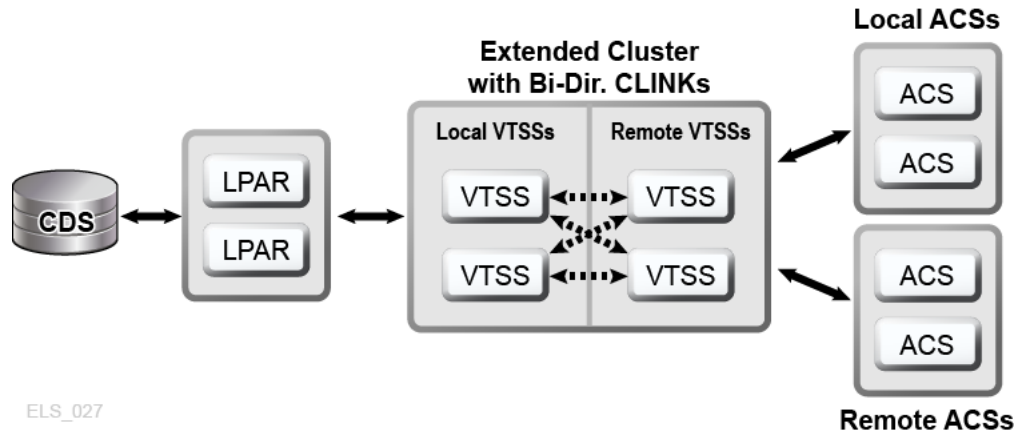 Local ACSs
Extended Cluster
with Bi-Dir. CLINKs
ACS
ACS
Local VTSSs
Remote VTSSs
LPAR
LPAR
VTSS
VTSS
VTSS
VTSS
CDS
ACS
ACS
ELS_027
Remote ACSs